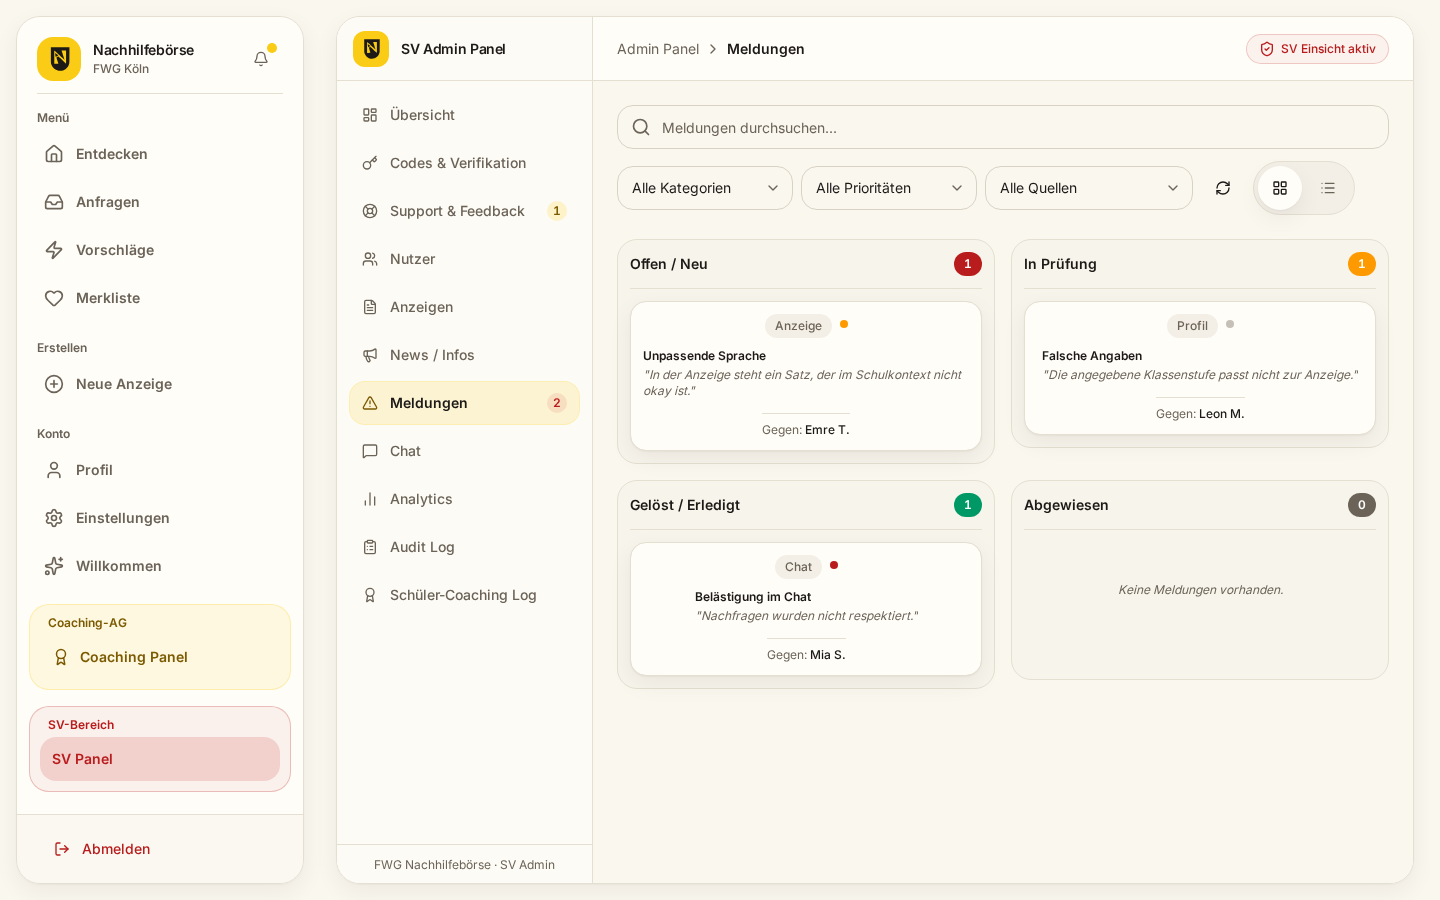 Nachhilfebörse
FWG Köln
Menü
Entdecken
Anfragen
Vorschläge
Merkliste
Erstellen
Neue Anzeige
Konto
Profil
Einstellungen
Willkommen
Coaching-AG
Coaching Panel
SV-Bereich
SV Panel
Abmelden
SV Admin Panel
Übersicht
Codes & Verifikation
Support & Feedback 1
Nutzer
Anzeigen
News / Infos
Meldungen 2
Chat
Analytics
Audit Log
Schüler-Coaching Log
FWG Nachhilfebörse · SV Admin
Admin Panel > Meldungen
SV Einsicht aktiv
Meldungen durchsuchen...
Alle Kategorien
Alle Prioritäten
Alle Quellen
Offen / Neu 1
Anzeige
Unpassende Sprache
"In der Anzeige steht ein Satz, der im Schulkontext nicht
okay ist."
Gegen: Emre T.
In Prüfung 1
Profil
Falsche Angaben
"Die angegebene Klassenstufe passt nicht zur Anzeige."
Gegen: Leon M.
Gelöst / Erledigt 1
Chat
Belästigung im Chat
"Nachfragen wurden nicht respektiert."
Gegen: Mia S.
Abgewiesen 0
Keine Meldungen vorhanden.